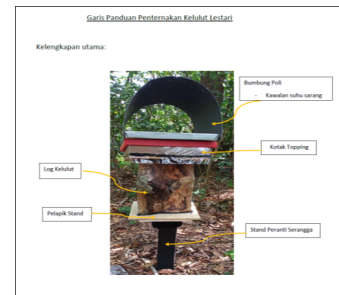 Garis Panduan Penternakan Kelulut Lestari
Kelengkapan utama:
Bumbung Poli
- Kawalan suhu sarang
Kotak Topping
Log Kelulut
Pelapik Stand
Stand Peranti Serangga